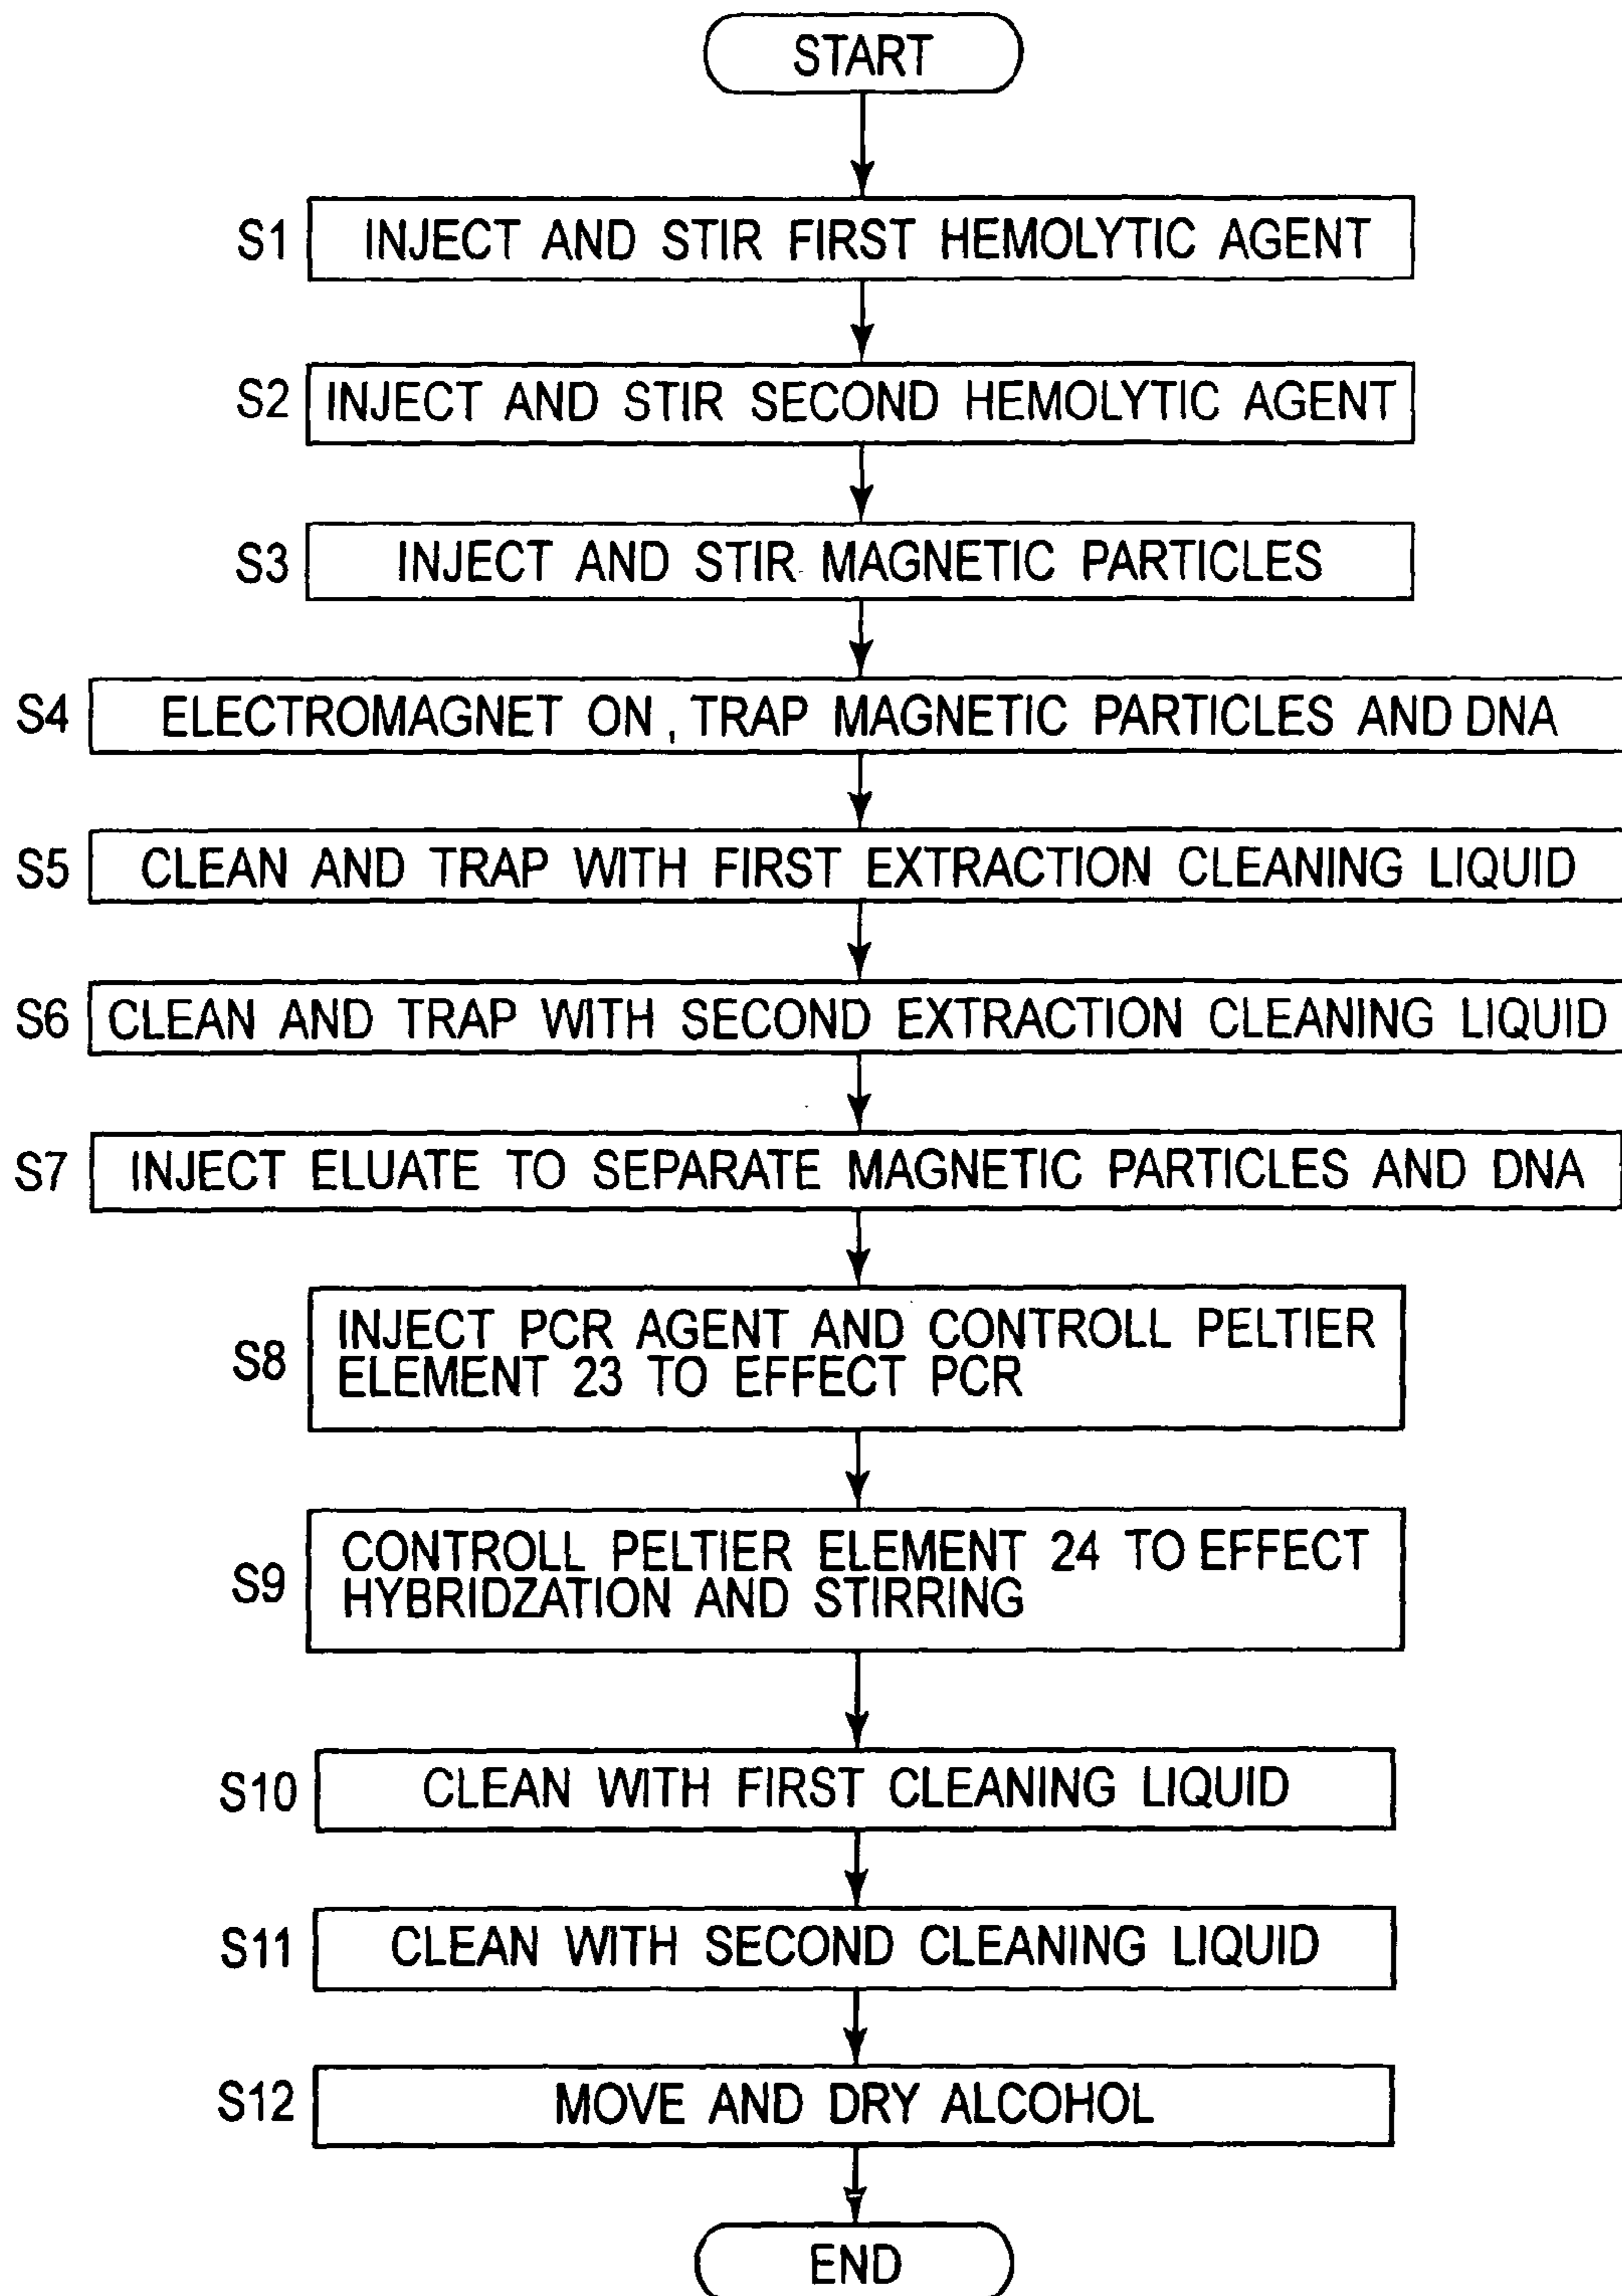 START
S1 INJECT AND STIR FIRST HEMOLYTIC AGENT
S2 INJECT AND STIR SECOND HEMOLYTIC AGENT
S3 INJECT AND STIR MAGNETIC PARTICLES
S4 ELECTROMAGNET ON, TRAP MAGNETIC PARTICLES AND DNA
S5 CLEAN AND TRAP WITH FIRST EXTRACTION CLEANING LIQUID
S6 CLEAN AND TRAP WITH SECOND EXTRACTION CLEANING LIQUID
S7 INJECT ELUATE TO SEPARATE MAGNETIC PARTICLES AND DNA
S8 INJECT PCR AGENT AND CONTROLL PELTIER
ELEMENT 23 TO EFFECT PCR
S9 CONTROLL PELTIER ELEMENT 24 TO EFFECT
HYBRIDZATION AND STIRRING
S10 CLEAN WITH FIRST CLEANING LIQUID
S11 CLEAN WITH SECOND CLEANING LIQUID
S12 MOVE AND DRY ALCOHOL
END